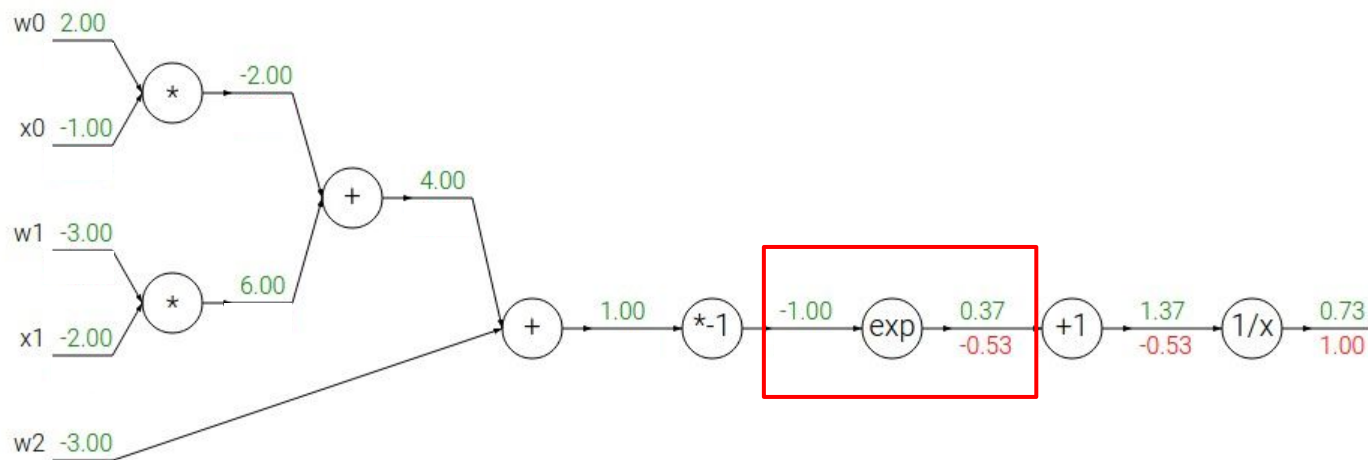 w0 2.00
* -2.00
x0 -1.00
+ 4.00
w1 -3.00
* 6.00
x1 -2.00
+ 1.00 *-1 -1.00 exp 0.37 +1 1.37 1/x 0.73
-0.53 -0.53 1.00
w2 -3.00